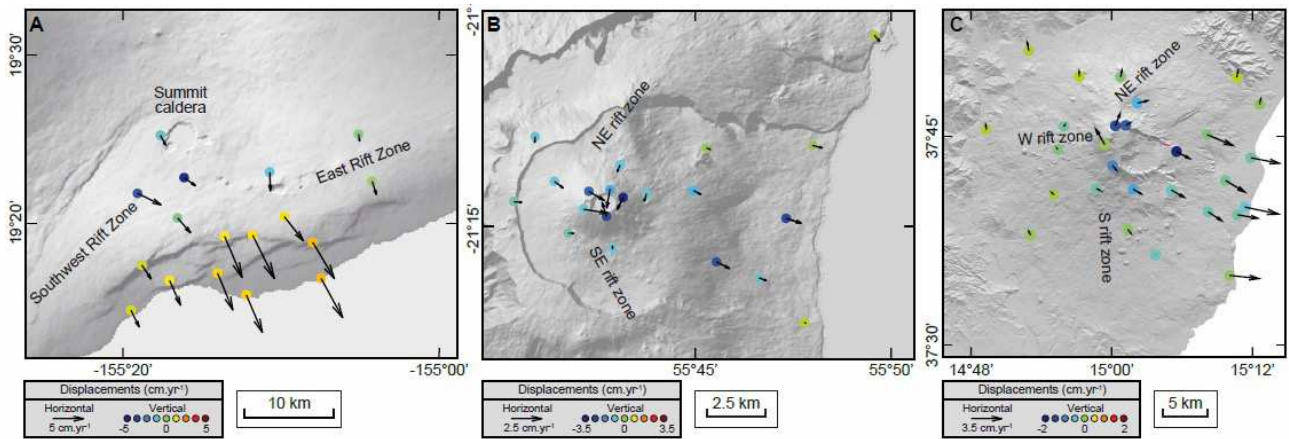 A
19°30'
19°20'
Summit
caldera
East Rift Zone
Southwest Rift Zone
-155°20'
-155°00'
Displacements (cm.yr⁻¹)
Horizontal
Vertical
5 cm.yr⁻¹
-5
0
5
10 km
B
-21°15'
NE rift zone
SE rift zone
55°45'
55°50'
Displacements (cm.yr⁻¹)
Horizontal
Vertical
2.5 cm.yr⁻¹
-3.5
0
3.5
2.5 km
C
37°45'
37°30'
NE rift zone
W rift zone
S rift zone
14°48'
15°00'
15°12'
Displacements (cm.yr⁻¹)
Horizontal
Vertical
3.5 cm.yr⁻¹
-2
0
2
5 km